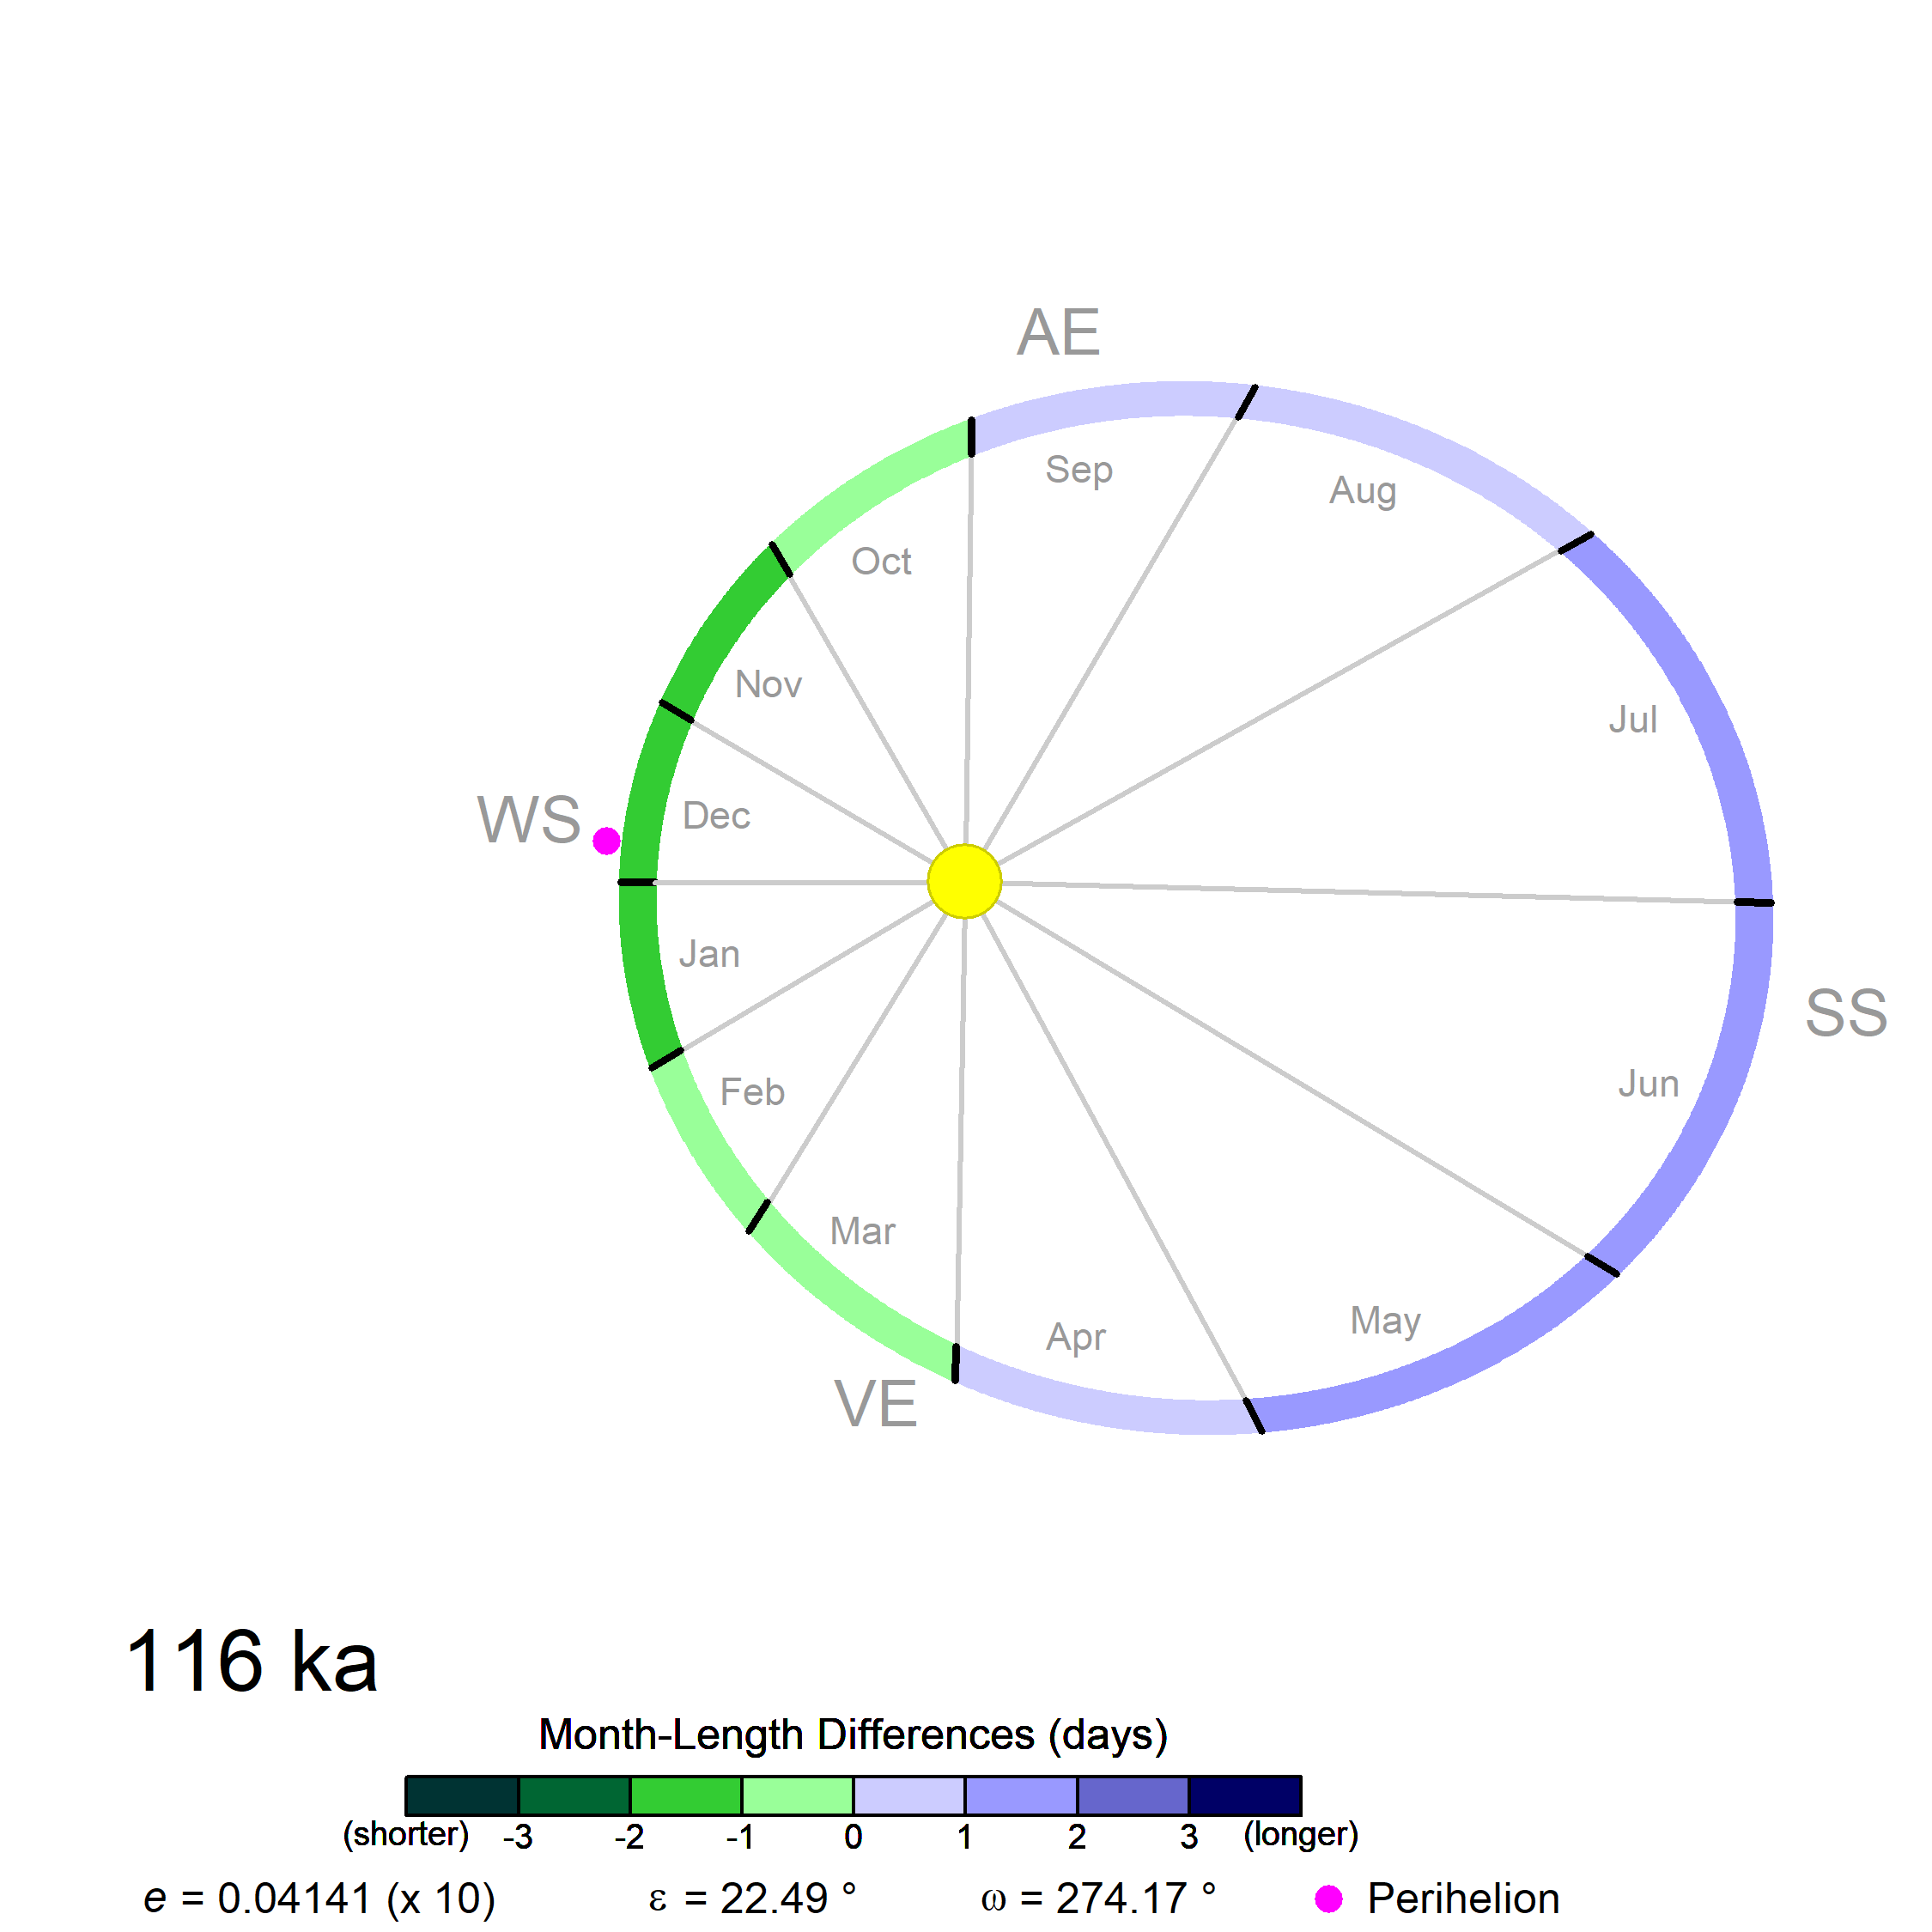 AE
Sep
Aug
Oct
Nov
Jul
WS
Dec
Jan
SS
Feb
Jun
Mar
Apr
May
VE
116 ka
Month-Length Differences (days)
(shorter) -3 -2 -1 0 1 2 3 (longer)
e = 0.04141 (x 10) ε = 22.49 ° ω = 274.17 ° Perihelion